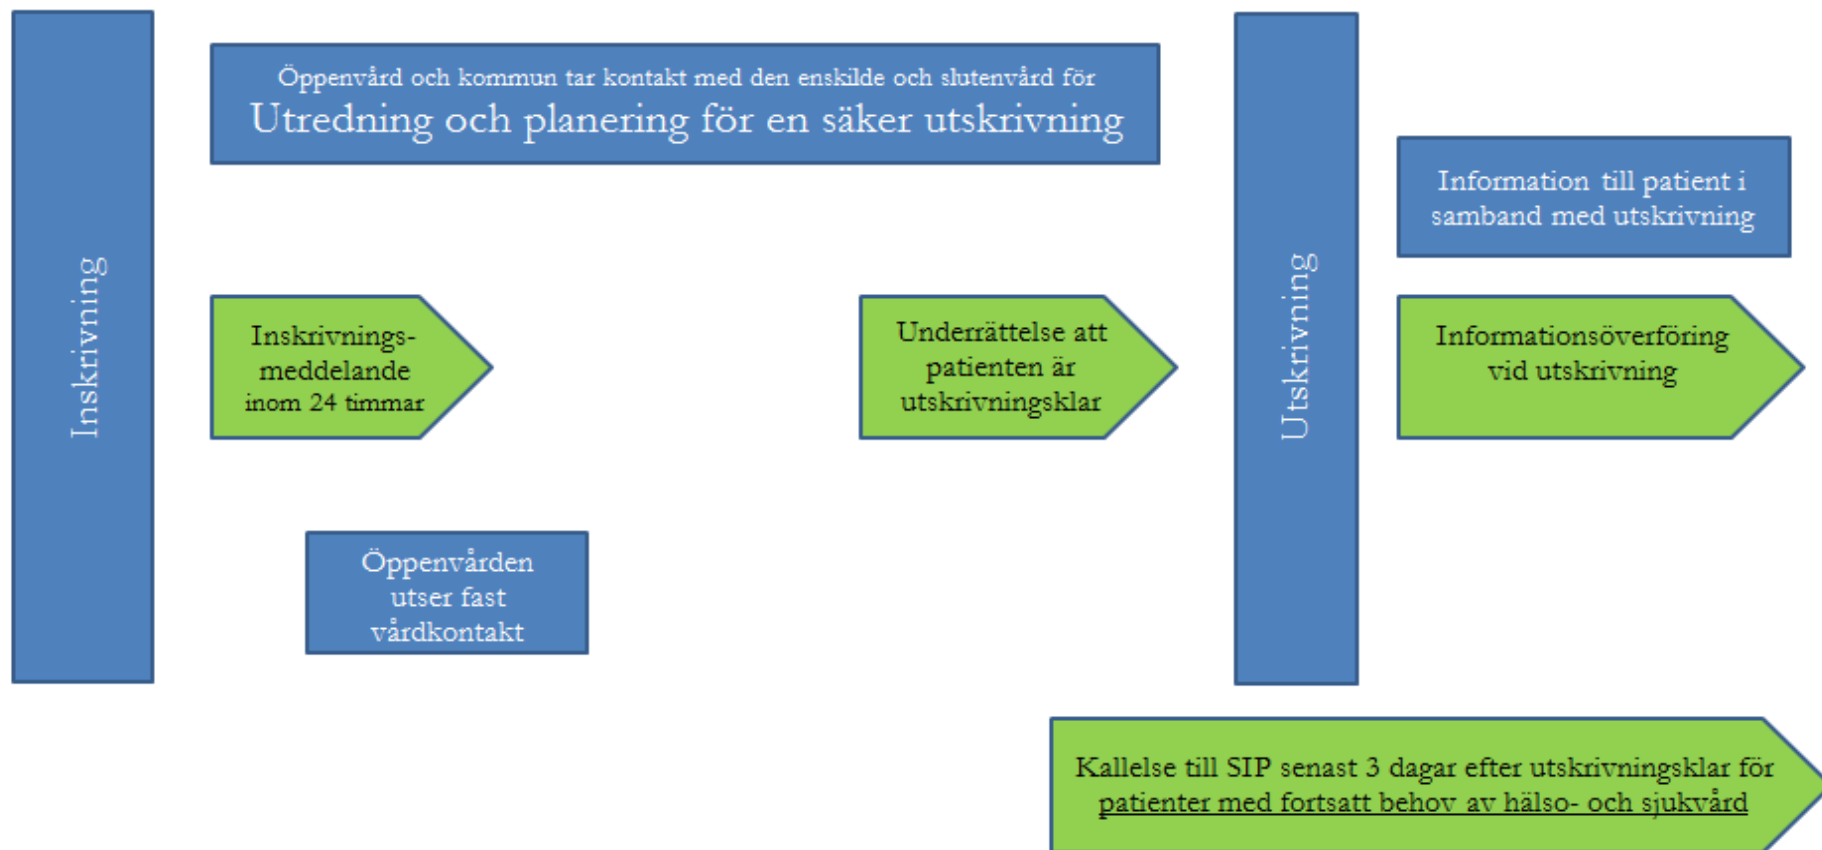 Inskrivning
Öppenvård och kommun tar kontakt med den enskilde och slutenvård för
Utredning och planering för en säker utskrivning
Inskrivnings-
meddelande
inom 24 timmar
Öppenvården
utser fast
vårdkontakt
Underrättelse att
patienten är
utskrivningsklar
Utskrivning
Information till patient i
samband med utskrivning
Informationsöverföring
vid utskrivning
Kallelse till SIP senast 3 dagar efter utskrivningsklar för
patienter med fortsatt behov av hälso- och sjukvård